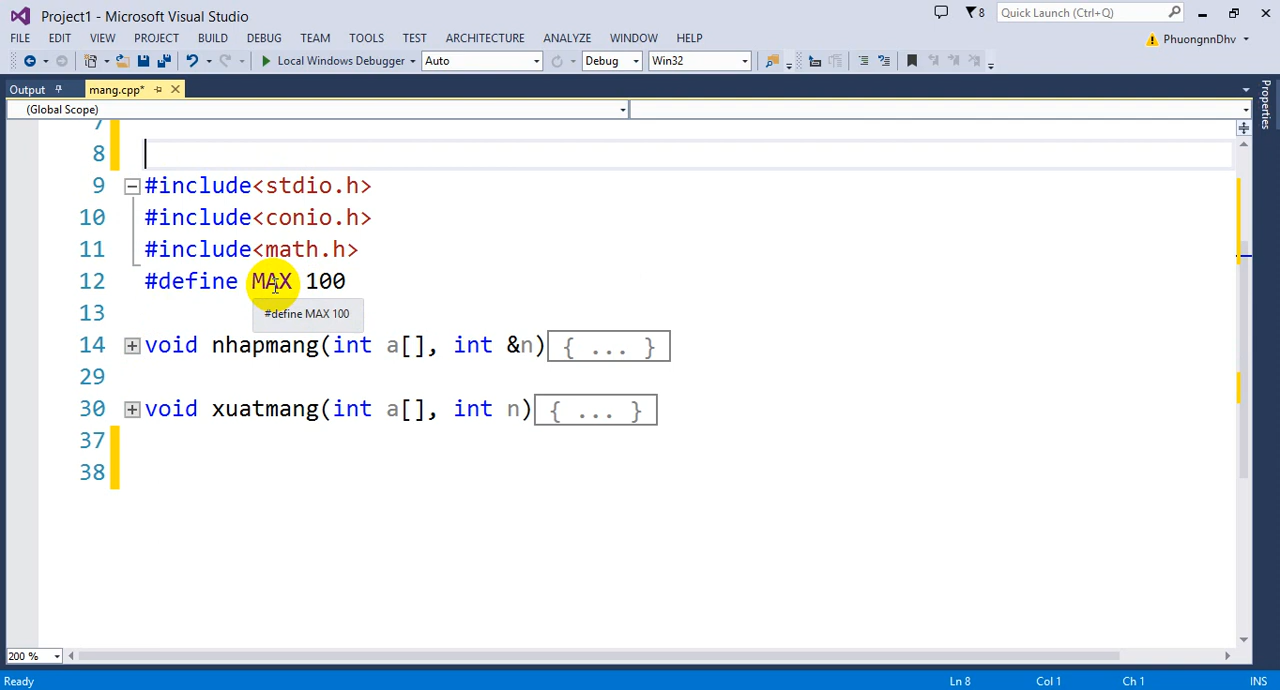 Project1 - Microsoft Visual Studio
8
Quick Launch (Ctrl+Q)
FILE EDIT VIEW PROJECT BUILD DEBUG TEAM TOOLS TEST ARCHITECTURE ANALYZE WINDOW HELP
PhuongnnDhv
Local Windows Debugger Auto Debug Win32
Output mang.cpp*
Properties
(Global Scope)
7
8
9 #include<stdio.h>
10 #include<conio.h>
11 #include<math.h>
12 #define MAX 100
#define MAX 100
13
14 void nhapmang(int a[], int &n){ ... }
29
30 void xuatmang(int a[], int n){ ... }
37
38
200 %
Ready Ln 8 Col 1 Ch 1 INS